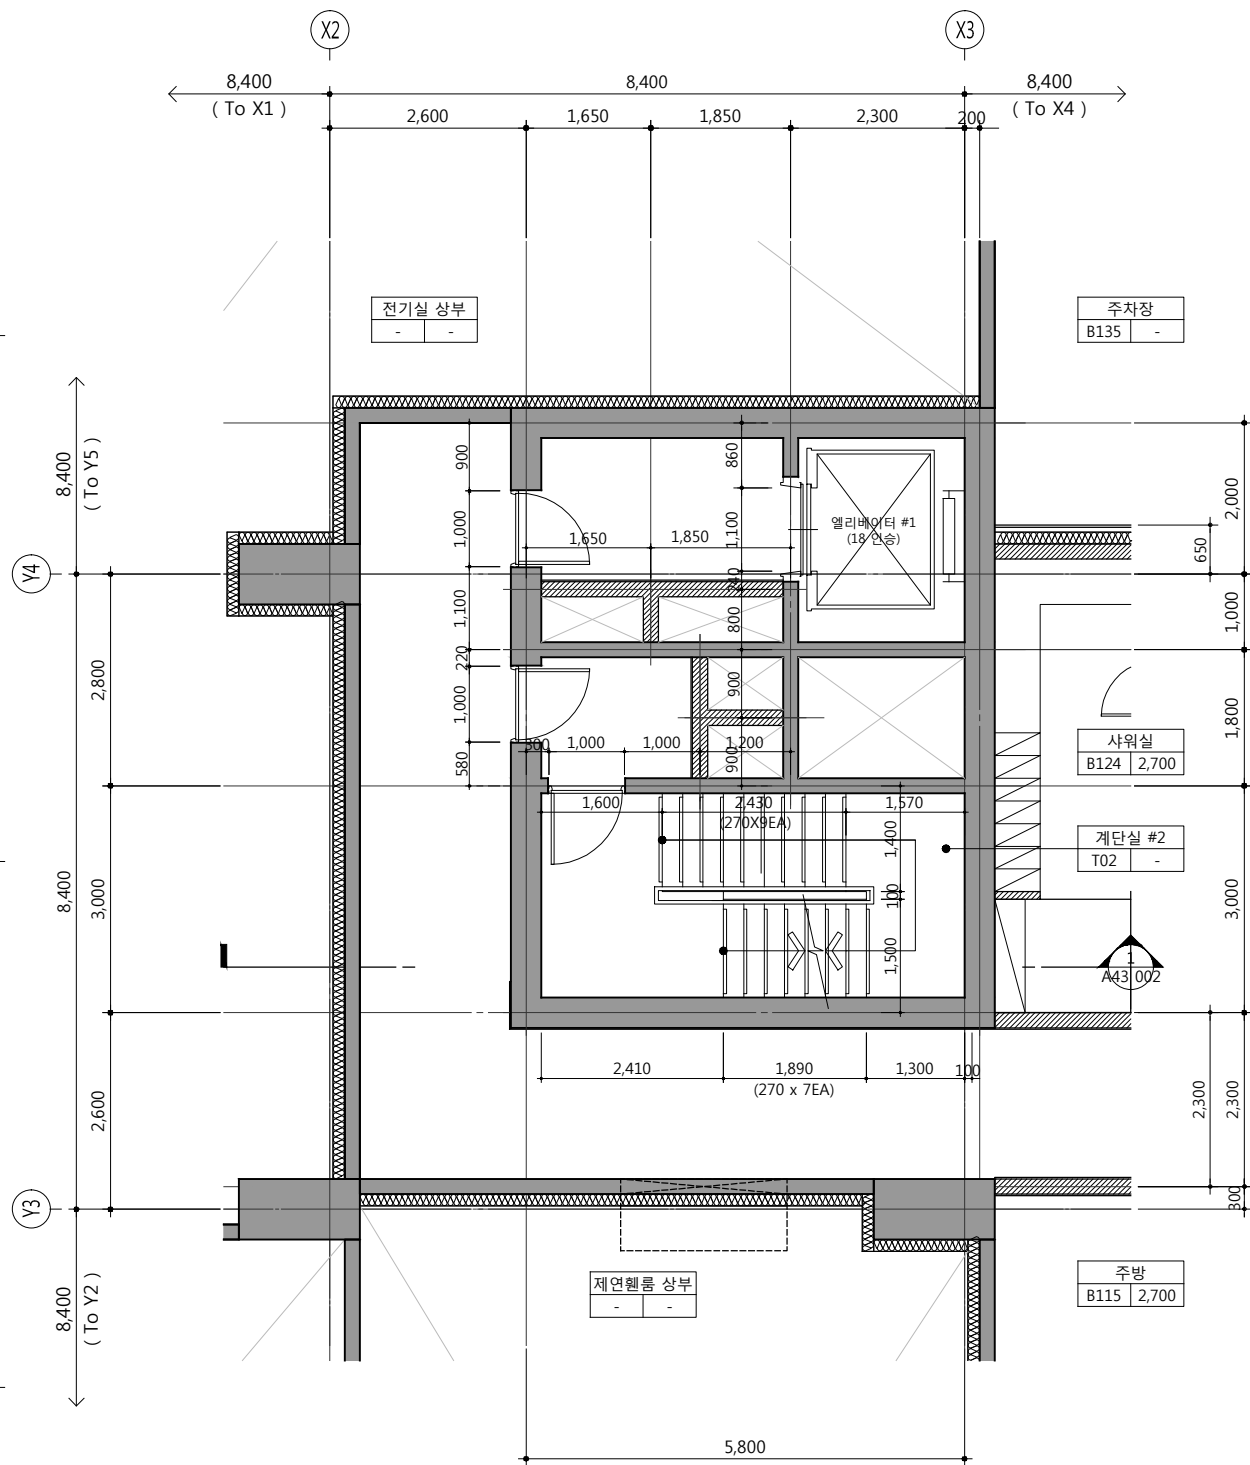 X2
X3
8,400
8,400
8,400
( To X1 )
( To X4 )
2,600
1,650
1,850
2,300
200
전기실 상부
- -
주차장
B135 -
8,400
( To Y5 )
900
860
2,000
엘리베이터 #1
(18 인승)
1,000
1,650
1,850
1,100
650
Y4
240
1,100
800
1,000
220
2,800
900
1,000
1,800
샤워실
B124 2,700
300
1,000
1,000
1,200
580
900
1,600
2,430
1,570
(270X9EA)
계단실 #2
T02 -
1,400
8,400
3,000
100
3,000
1,500
1
A43 002
2,410
1,890
1,300
100
(270 x 7EA)
2,600
2,300
2,300
Y3
300
제연휀룸 상부
- -
주방
B115 2,700
8,400
( To Y2 )
5,800